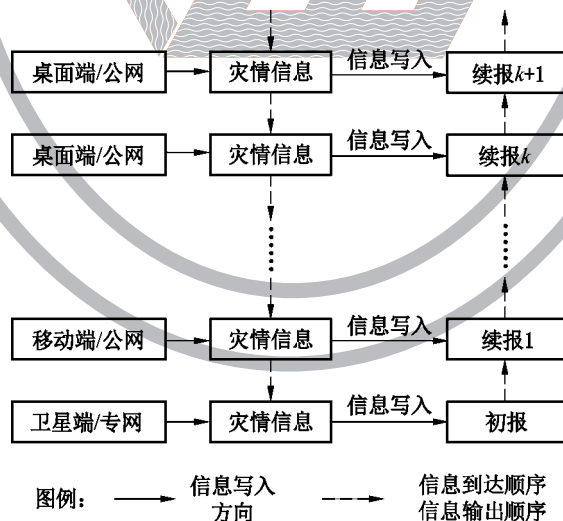 桌面端/公网 灾情信息 信息写入 续报k+1
桌面端/公网 灾情信息 信息写入 续报k
移动端/公网 灾情信息 信息写入 续报1
卫星端/专网 灾情信息 信息写入 初报
图例： 信息写入方向 信息到达顺序
信息输出顺序